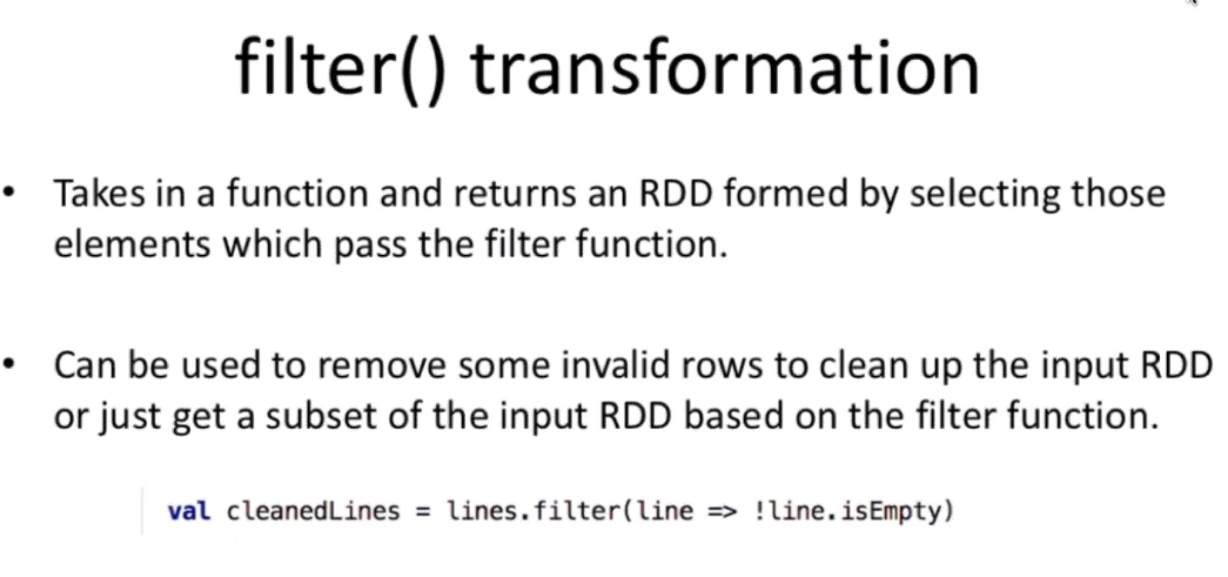 filter() transformation
• Takes in a function and returns an RDD formed by selecting those
elements which pass the filter function.
• Can be used to remove some invalid rows to clean up the input RDD
or just get a subset of the input RDD based on the filter function.
val cleanedLines = lines.filter(line => !line.isEmpty)